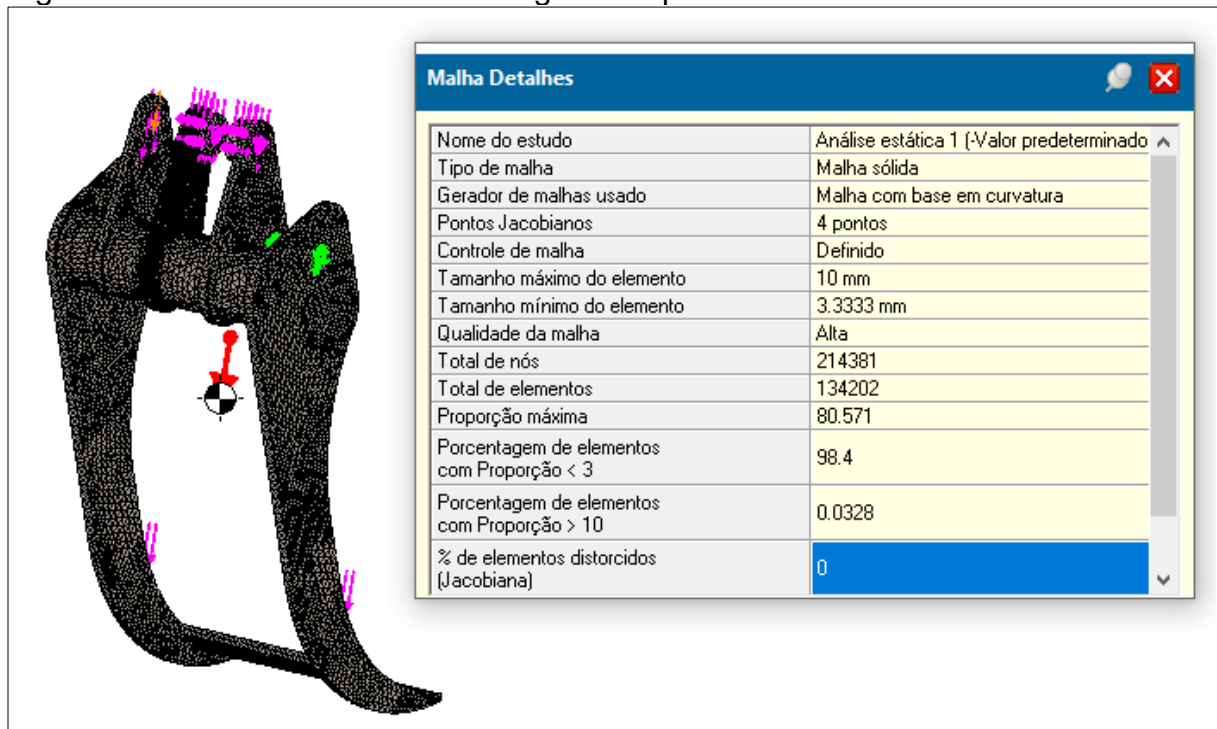 Malha Detalhes
Nome do estudo Análise estática 1 (-Valor predeterminado
Tipo de malha Malha sólida
Gerador de malhas usado Malha com base em curvatura
Pontos Jacobianos 4 pontos
Controle de malha Definido
Tamanho máximo do elemento 10 mm
Tamanho mínimo do elemento 3.3333 mm
Qualidade da malha Alta
Total de nós 214381
Total de elementos 134202
Proporção máxima 80.571
Porcentagem de elementos
com Proporção < 3 98.4
Porcentagem de elementos
com Proporção > 10 0.0328
% de elementos distorcidos
(Jacobiana) 0